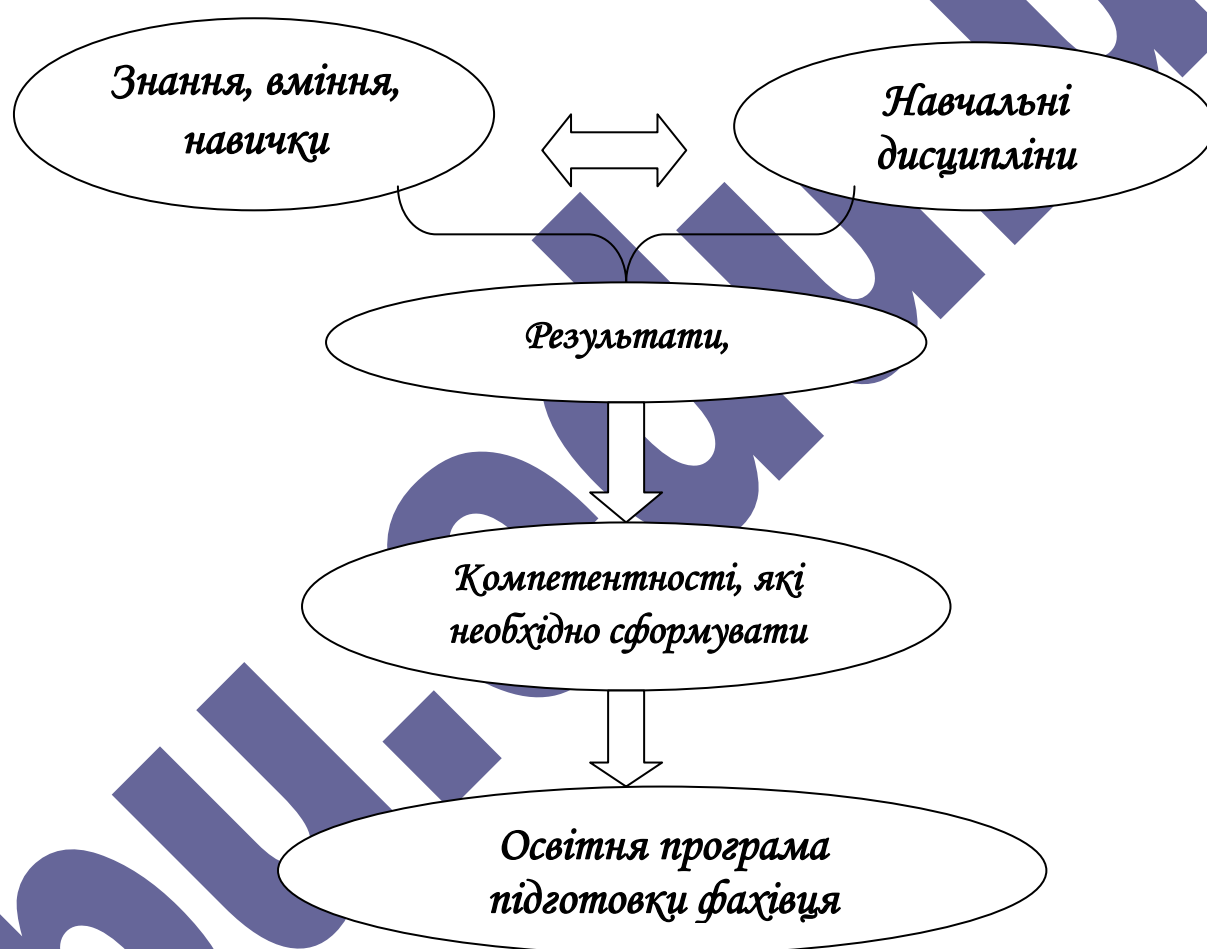 Знання, вміння,
навички
Навчальні
дисципліни
Результати,
Компетентності, які
необхідно сформувати
Освітня програма
підготовки фахівця